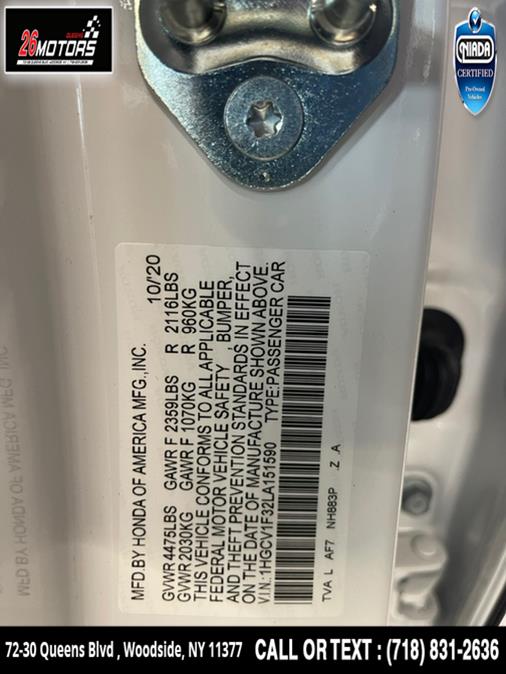 QUEENS
26MOTORS
NIADA
CERTIFIED
Pre-Owned
Vehicles
MFD.BY HONDA OF AMERICA MFG.,INC. 10/'20
GVWR 4475LBS GAWR F 2359LBS R 2116LBS
GVWR 2030KG GAWR F 1070KG R 960KG
THIS VEHICLE CONFORMS TO ALL APPLICABLE
FEDERAL MOTOR VEHICLE SAFETY , BUMPER,
AND THEFT PREVENTION STANDARDS IN EFFECT
ON THE DATE OF MANUFACTURE SHOWN ABOVE.
V.I.N.:1HGCV1F32LA151590 TYPE:PASSENGER CAR
TVA L AF7 NH883P .Z .A
72-30 Queens Blvd , Woodside, NY 11377 CALL OR TEXT : (718) 831-2636